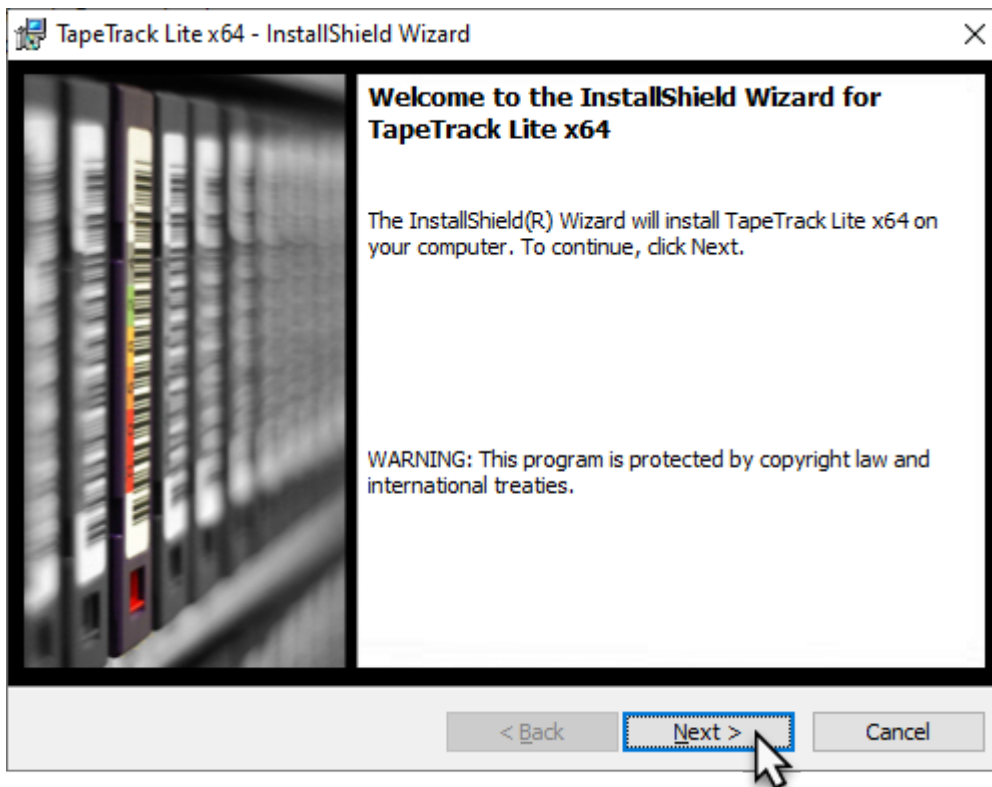 TapeTrack Lite x64 - InstallShield Wizard
Welcome to the InstallShield Wizard for
TapeTrack Lite x64
The InstallShield(R) Wizard will install TapeTrack Lite x64 on
your computer. To continue, click Next.
WARNING: This program is protected by copyright law and
international treaties.
< Back
Next >
Cancel